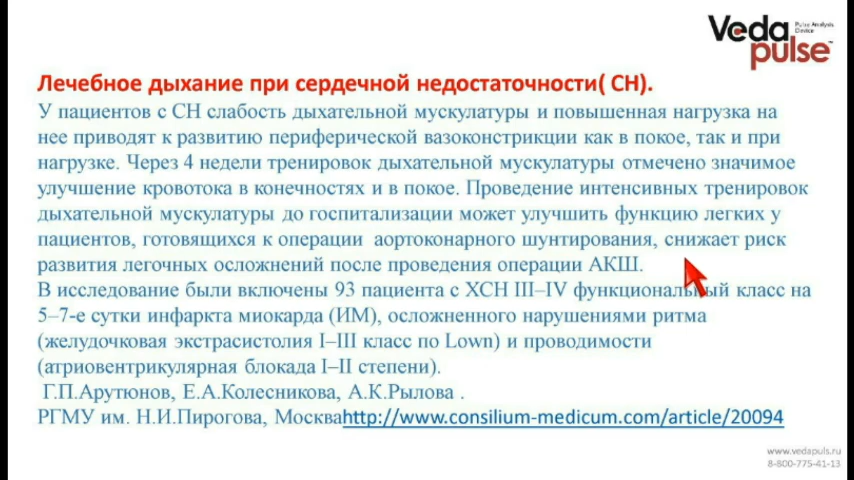 Veda Pulse Analysis
Device
pulse™
Лечебное дыхание при сердечной недостаточности( СН).
У пациентов с СН слабость дыхательной мускулатуры и повышенная нагрузка на
нее приводят к развитию периферической вазоконстрикции как в покое, так и при
нагрузке. Через 4 недели тренировок дыхательной мускулатуры отмечено значимое
улучшение кровотока в конечностях и в покое. Проведение интенсивных тренировок
дыхательной мускулатуры до госпитализации может улучшить функцию легких у
пациентов, готовящихся к операции аортоконарного шунтирования, снижает риск
развития легочных осложнений после проведения операции АКШ.
В исследование были включены 93 пациента с ХСН III–IV функциональный класс на
5–7-е сутки инфаркта миокарда (ИМ), осложненного нарушениями ритма
(желудочковая экстрасистолия I–III класс по Lown) и проводимости
(атриовентрикулярная блокада I–II степени).
Г.П.Арутюнов, Е.А.Колесникова, А.К.Рылова .
РГМУ им. Н.И.Пирогова, Москваhttp://www.consilium-medicum.com/article/20094
www.vedapuls.ru
8-800-775-41-13